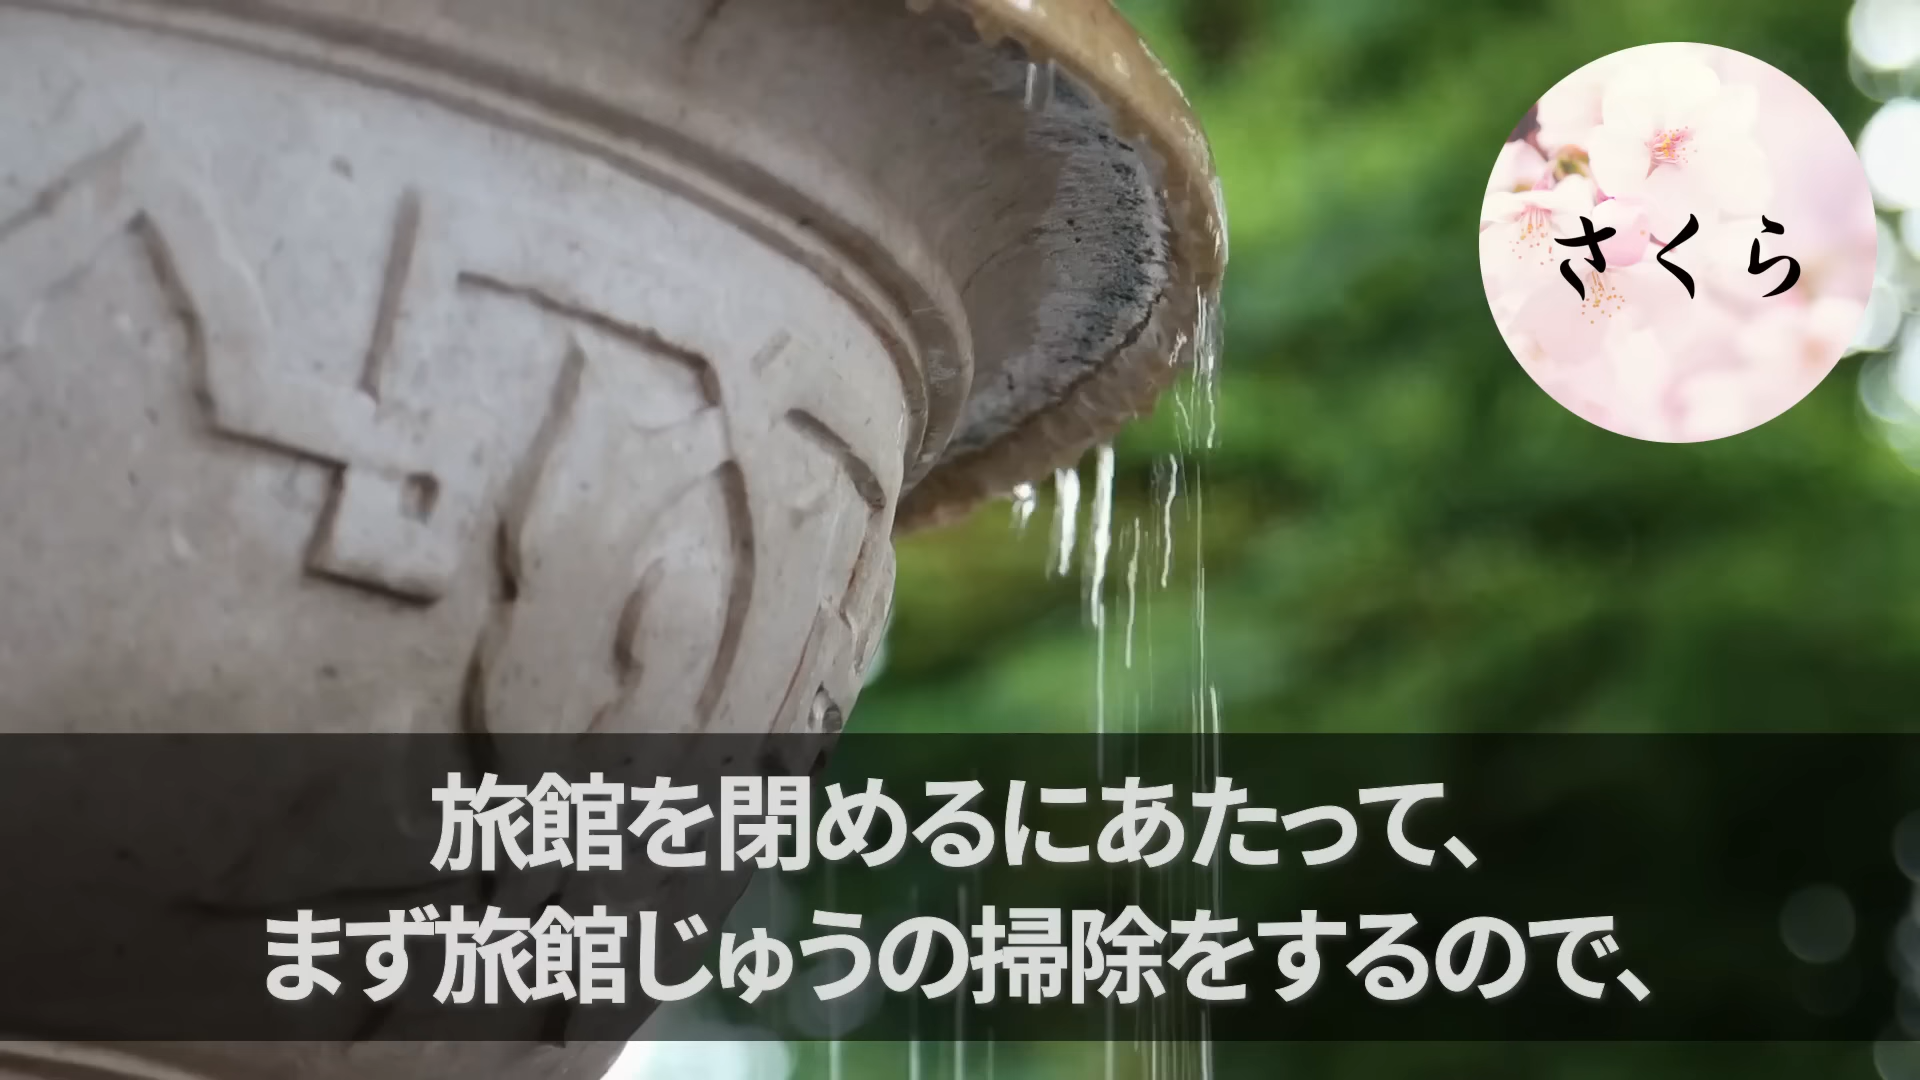 さくら
旅館を閉めるにあたって、
まず旅館じゅうの掃除をするので、